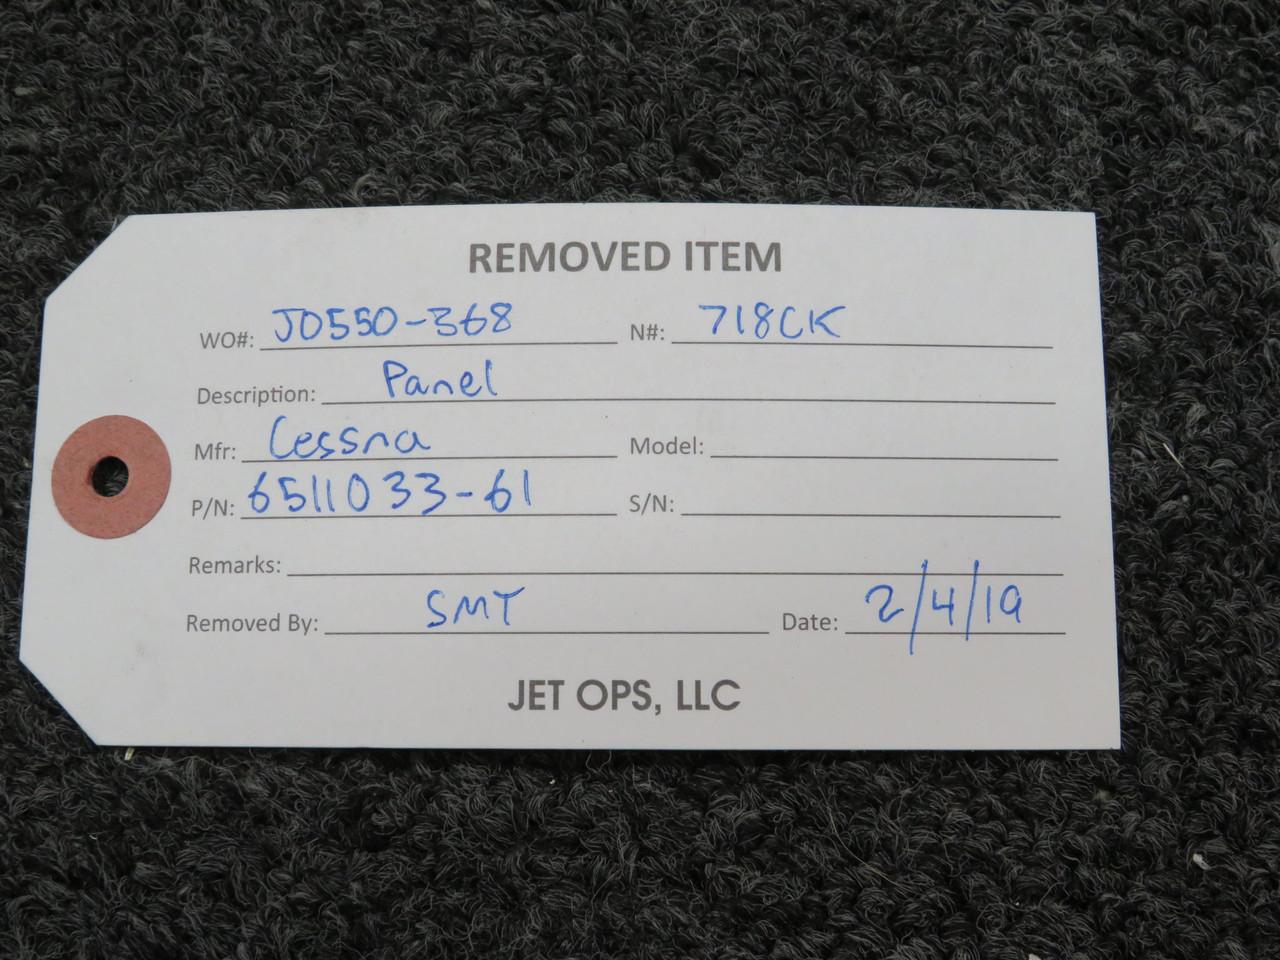 REMOVED ITEM
WO#: JO550-368 N#: 718CK
Description: Panel
Mfr: Cessna Model:
P/N: 6511033-61 S/N:
Remarks:
Removed By: SMT Date: 2/4/19
JET OPS, LLC